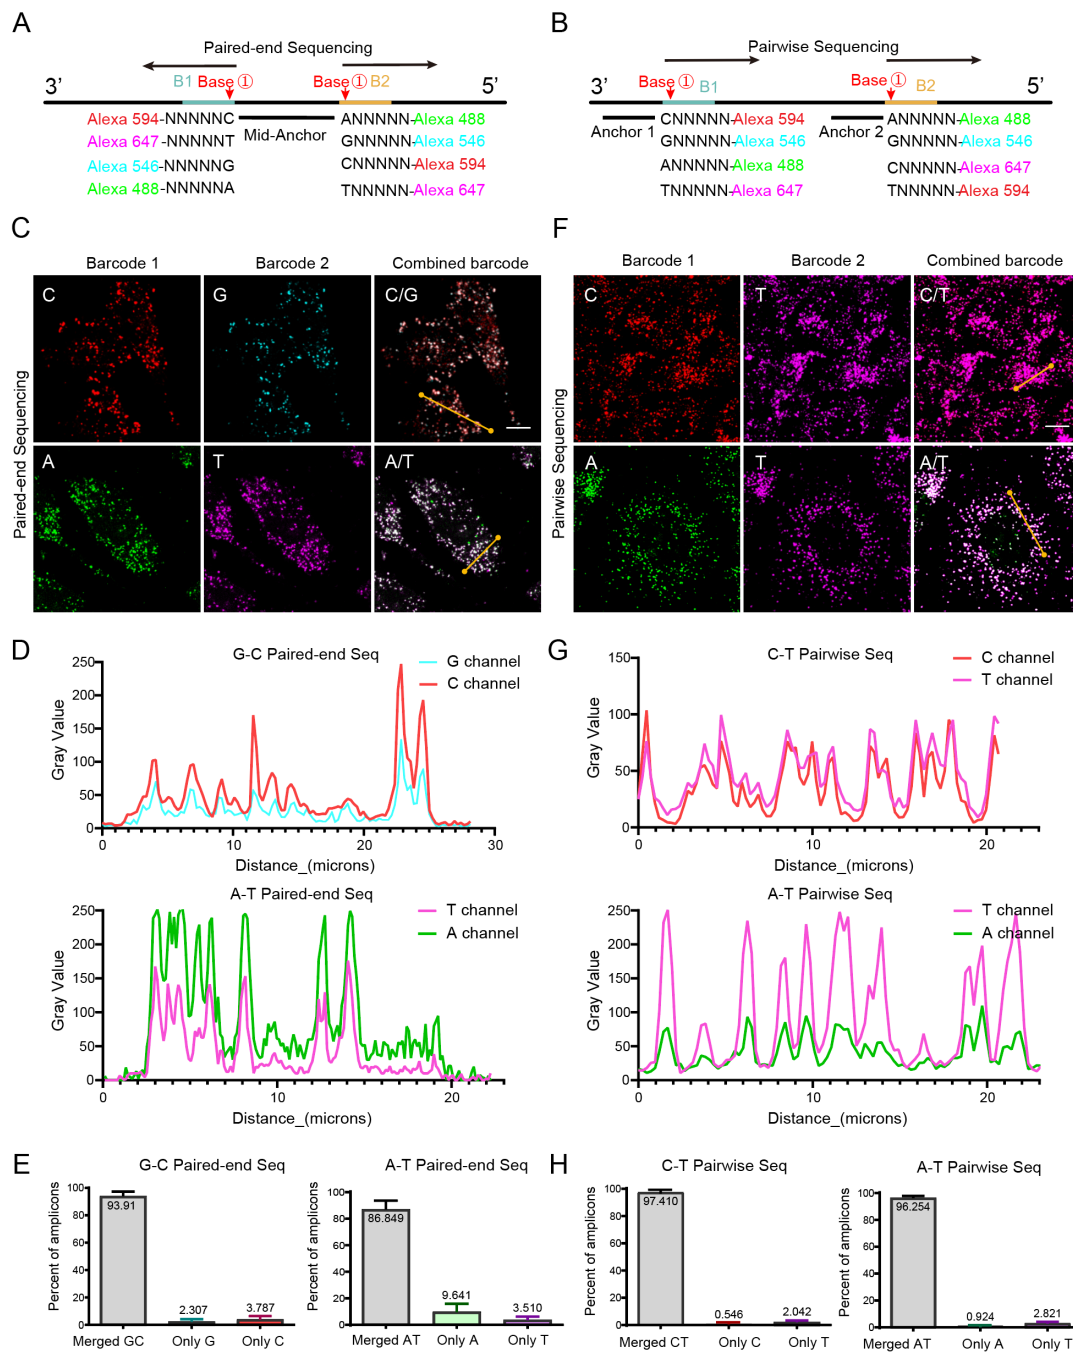 A
Paired-end Sequencing
B1
Base ①
Base ①
B2
3’
5’
Alexa 594-NNNNNC
Alexa 647-NNNNNT
Alexa 546-NNNNNG
Alexa 488-NNNNNA
Mid-Anchor
ANNNNN-Alexa 488
GNNNNN-Alexa 546
CNNNNN-Alexa 594
TNNNNN-Alexa 647
B
Pairwise Sequencing
Base ①
B1
Base ①
B2
3’
5’
Anchor 1
CNNNNN-Alexa 594
GNNNNN-Alexa 546
ANNNNN-Alexa 488
TNNNNN-Alexa 647
Anchor 2
ANNNNN-Alexa 488
GNNNNN-Alexa 546
CNNNNN-Alexa 647
TNNNNN-Alexa 594
C
Barcode 1
Barcode 2
Combined barcode
Paired-end Sequencing
C
G
C/G
A
T
A/T
F
Barcode 1
Barcode 2
Combined barcode
Pairwise Sequencing
C
T
C/T
A
T
A/T
D
G-C Paired-end Seq
G channel
C channel
Gray Value
250
200
150
100
50
0
0
10
20
30
Distance_(microns)
A-T Paired-end Seq
T channel
A channel
Gray Value
250
200
150
100
50
0
0
10
20
Distance_(microns)
G
C-T Pairwise Seq
C channel
T channel
Gray Value
150
100
50
0
0
10
20
Distance_(microns)
A-T Pairwise Seq
T channel
A channel
Gray Value
250
200
150
100
50
0
0
10
20
Distance_(microns)
E
G-C Paired-end Seq
Percent of amplicons
100
80
60
40
20
0
93.91
2.307
3.787
Merged GC
Only G
Only C
A-T Paired-end Seq
Percent of amplicons
100
80
60
40
20
0
86.849
9.641
3.510
Merged AT
Only A
Only T
H
C-T Pairwise Seq
Percent of amplicons
100
80
60
40
20
0
97.410
0.546
2.042
Merged CT
Only C
Only T
A-T Pairwise Seq
Percent of amplicons
100
80
60
40
20
0
96.254
0.924
2.821
Merged AT
Only A
Only T